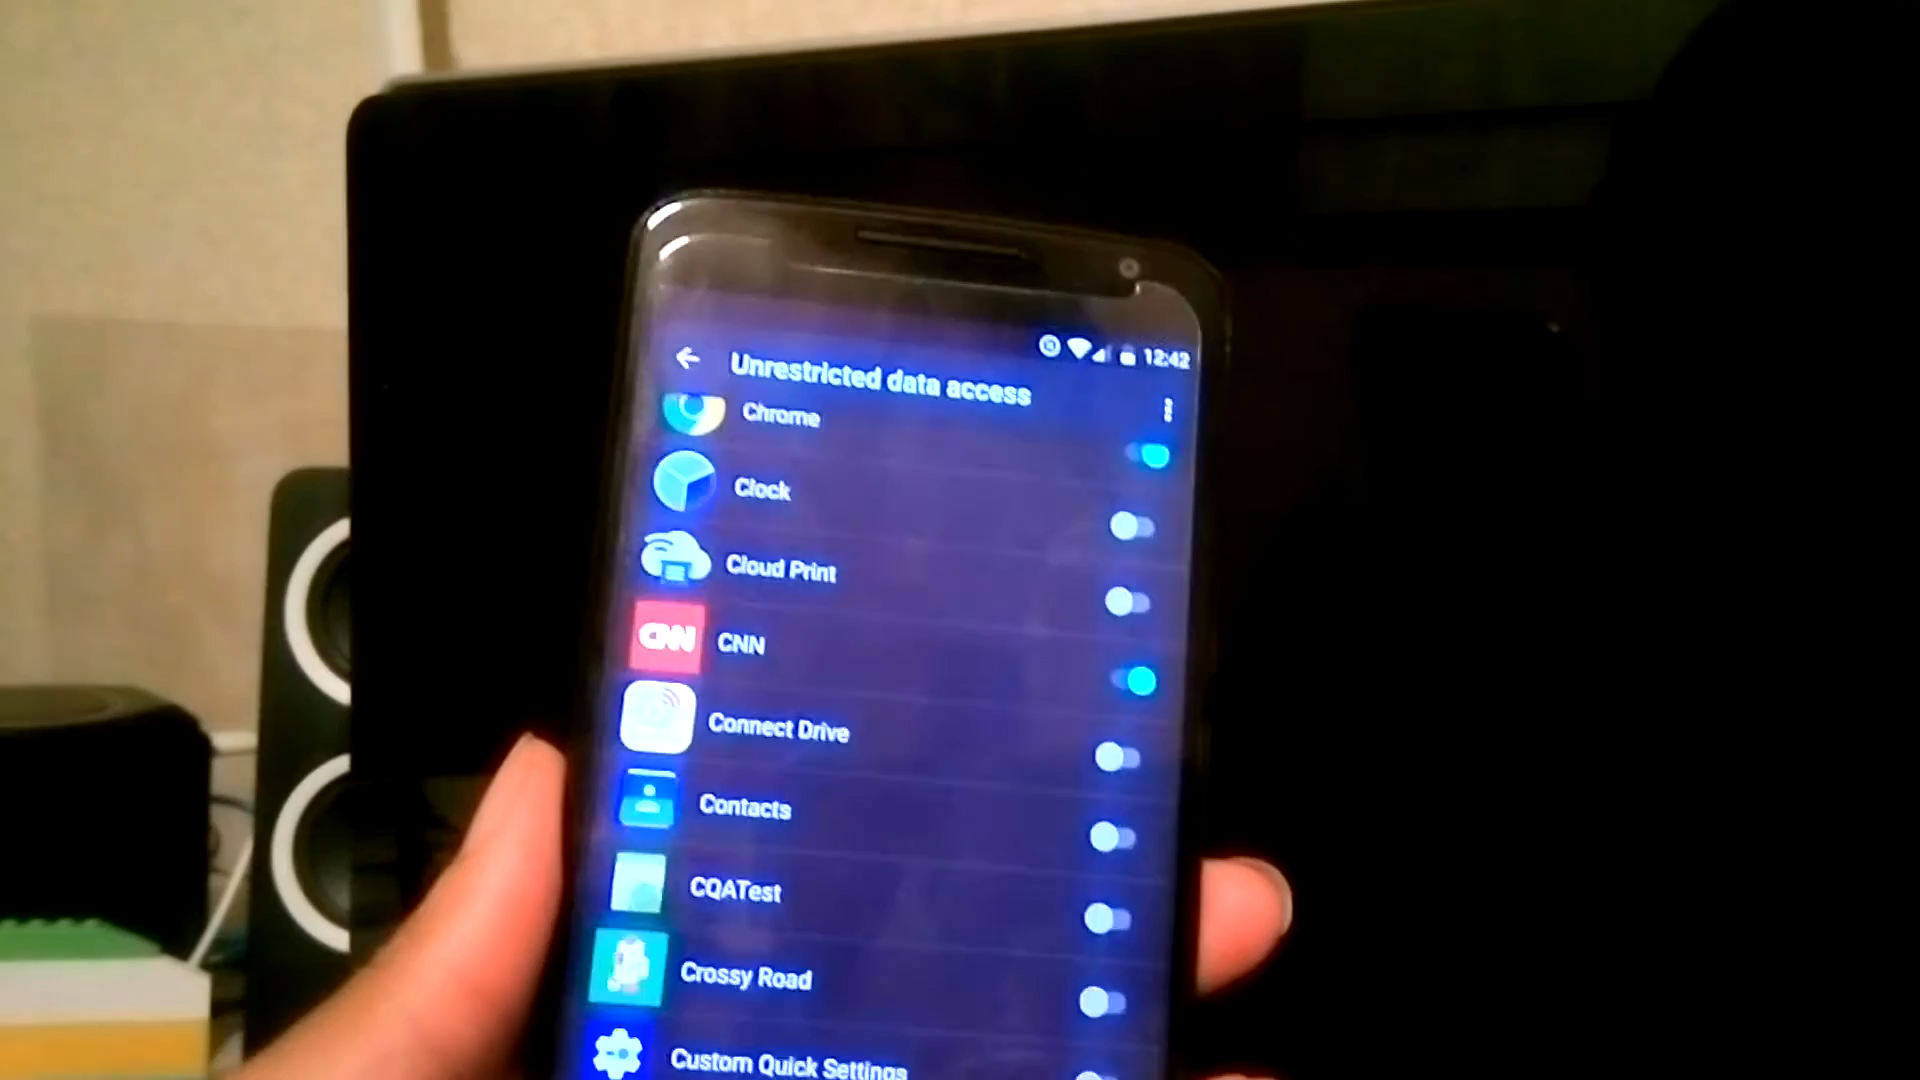 12:42
Unrestricted data access
Chrome
Clock
Cloud Print
CNN
CNN
Connect Drive
Contacts
CQATest
Crossy Road
Custom Quick Settings